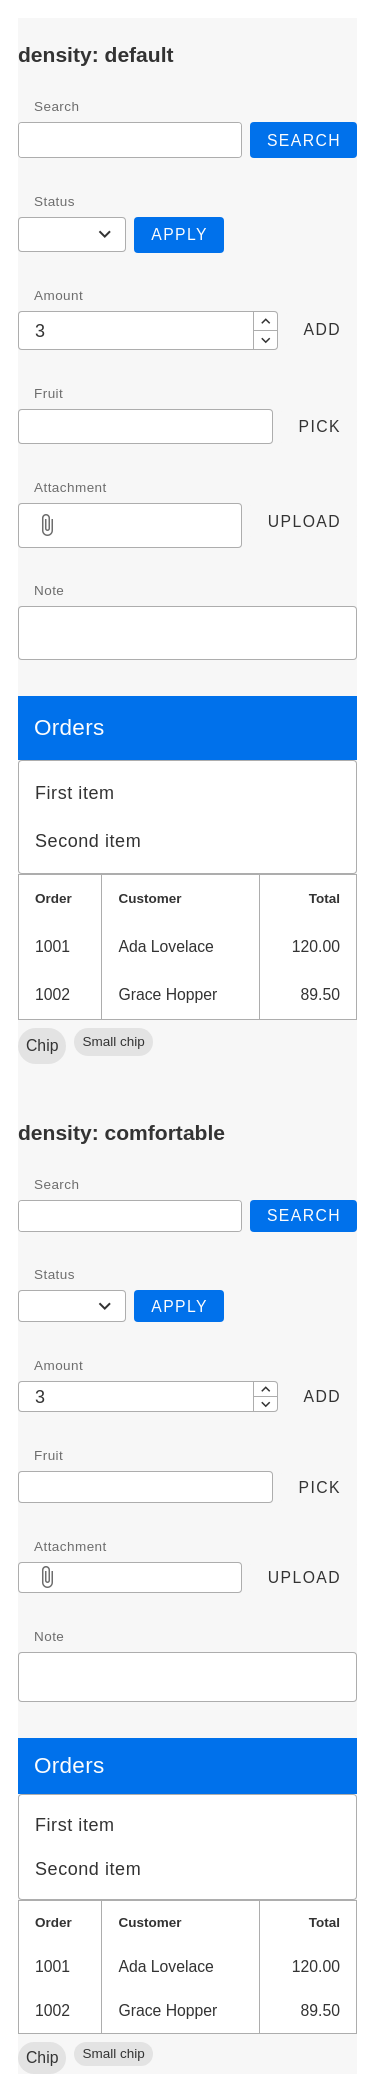 density: default
Search
SEARCH
Status
APPLY
Amount
3
ADD
Fruit
PICK
Attachment
UPLOAD
Note
Orders
First item
Second item
Order Customer Total
1001 Ada Lovelace 120.00
1002 Grace Hopper 89.50
Chip Small chip
density: comfortable
Search
SEARCH
Status
APPLY
Amount
3 ADD
Fruit
PICK
Attachment
UPLOAD
Note
Orders
First item
Second item
Order Customer Total
1001 Ada Lovelace 120.00
1002 Grace Hopper 89.50
Chip Small chip